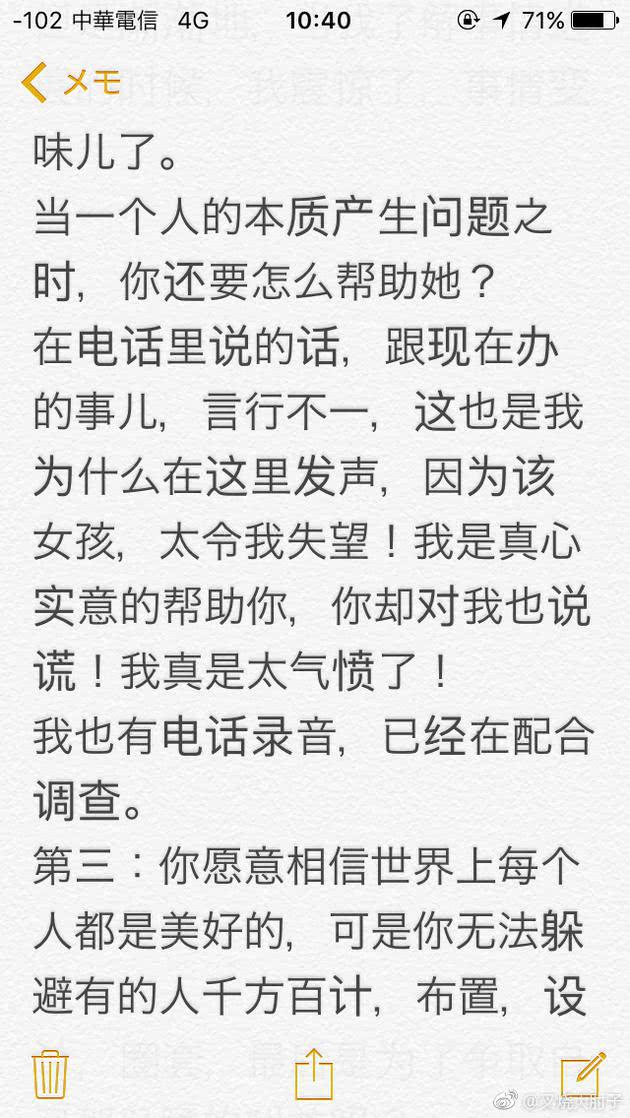 -102 中華電信 4G 10:40 71%
メモ
味儿了。
当一个人的本质产生问题之
时，你还要怎么帮助她？
在电话里说的话，跟现在办
的事儿，言行不一，这也是我
为什么在这里发声，因为该
女孩，太令我失望！我是真心
实意的帮助你，你却对我也说
谎！我真是太气愤了！
我也有电话录音，已经在配合
调查。
第三：你愿意相信世界上每个
人都是美好的，可是你无法躲
避有的人千方百计，布置，设